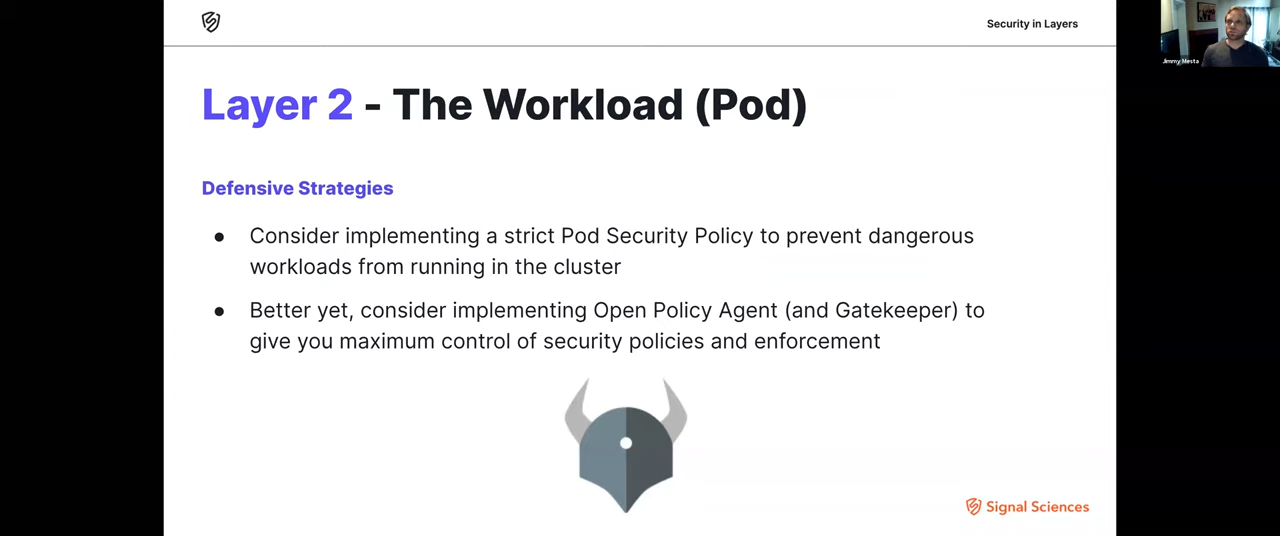 Security in Layers
Jimmy Mesta
Layer 2 - The Workload (Pod)
Defensive Strategies
● Consider implementing a strict Pod Security Policy to prevent dangerous
workloads from running in the cluster
● Better yet, consider implementing Open Policy Agent (and Gatekeeper) to
give you maximum control of security policies and enforcement
Signal Sciences